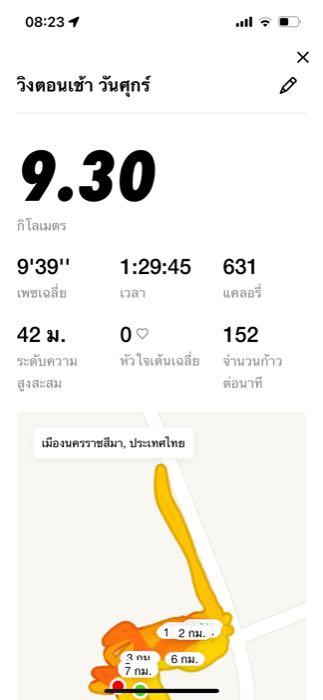 08:23
วิ่งตอนเช้า วันศุกร์
9.30
กิโลเมตร
9'39'' 1:29:45 631
เพซเฉลี่ย เวลา แคลอรี่
42 ม. 0 152
ระดับความ หัวใจเต้นเฉลี่ย จำนวนก้าว
สูงสะสม ต่อนาที
เมืองนครราชสีมา, ประเทศไทย
1 2 กม.
3 กม. 6 กม.
7 กม.